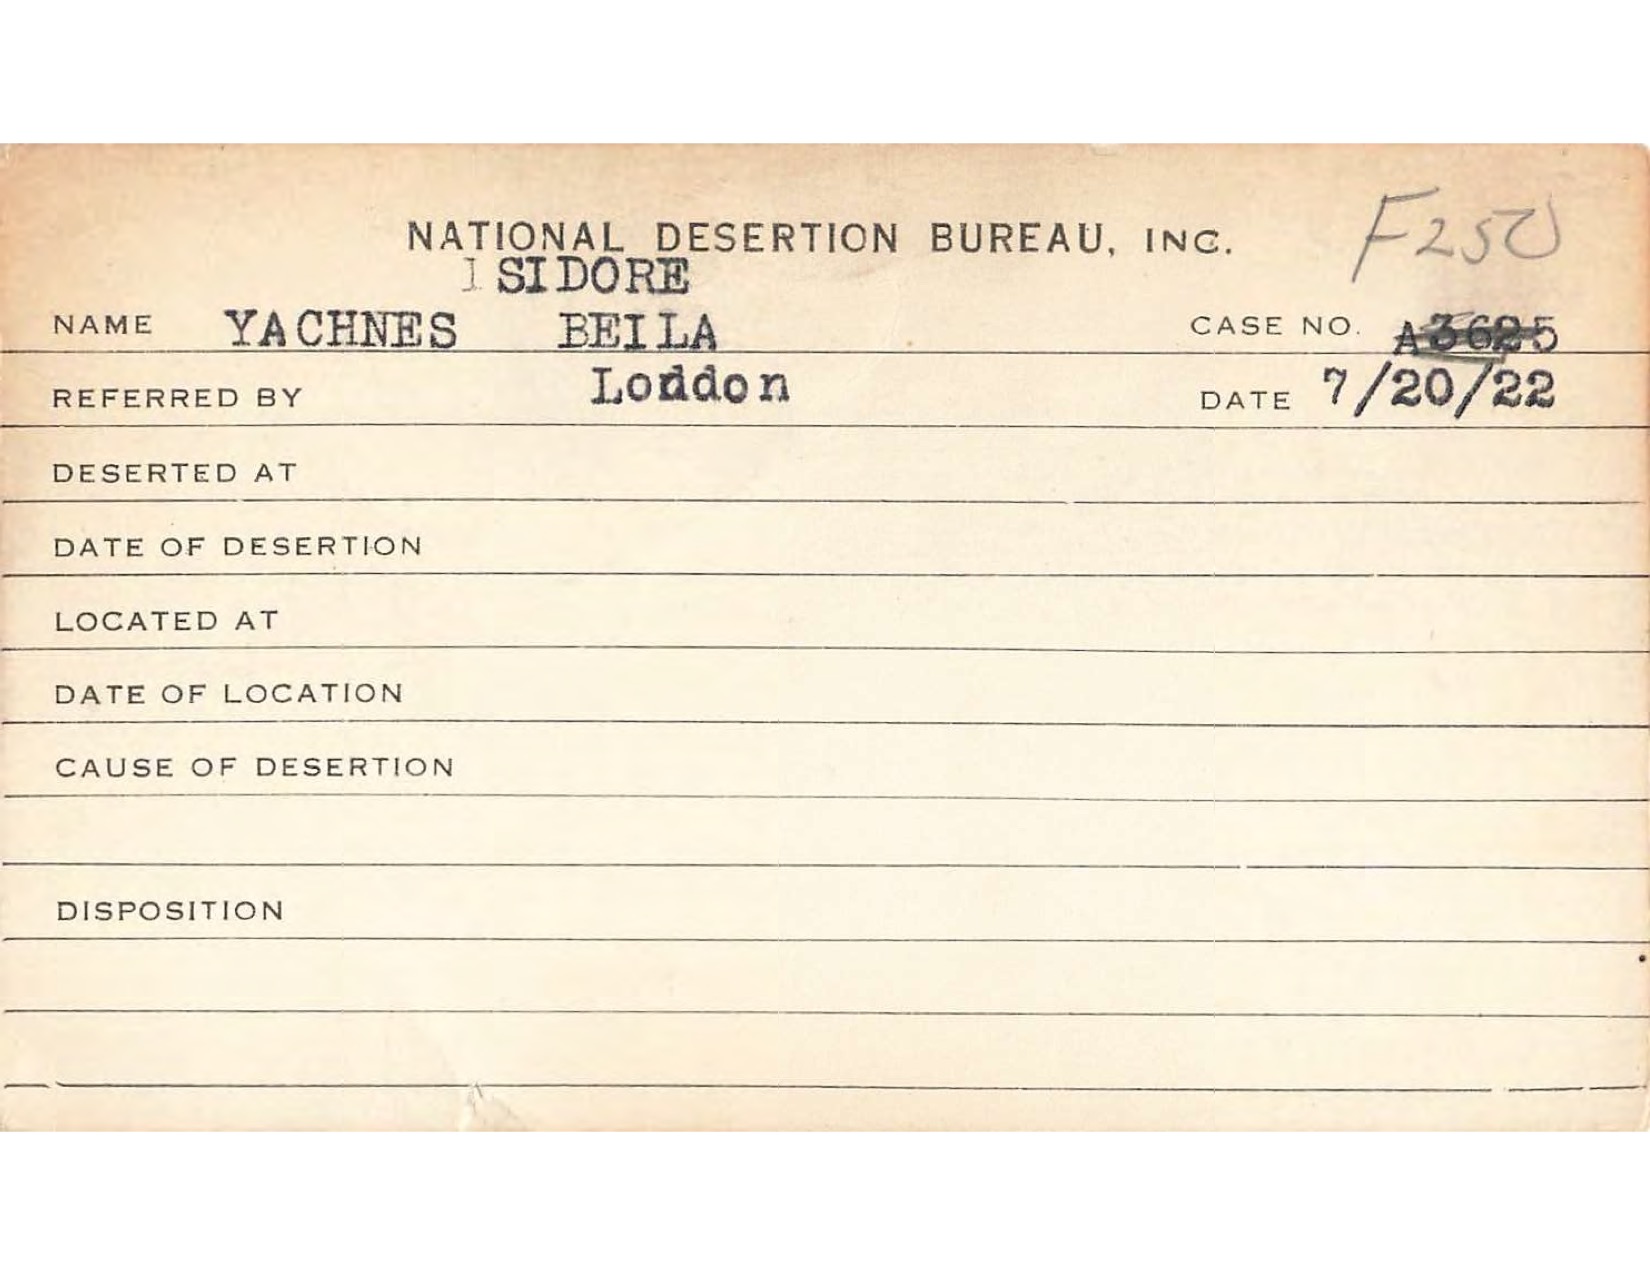 NATIONAL DESERTION BUREAU, INC.
F250
ISIDORE
NAME YACHNES BEILA CASE NO. A3625
REFERRED BY London DATE 7/20/22
DESERTED AT
DATE OF DESERTION
LOCATED AT
DATE OF LOCATION
CAUSE OF DESERTION
DISPOSITION